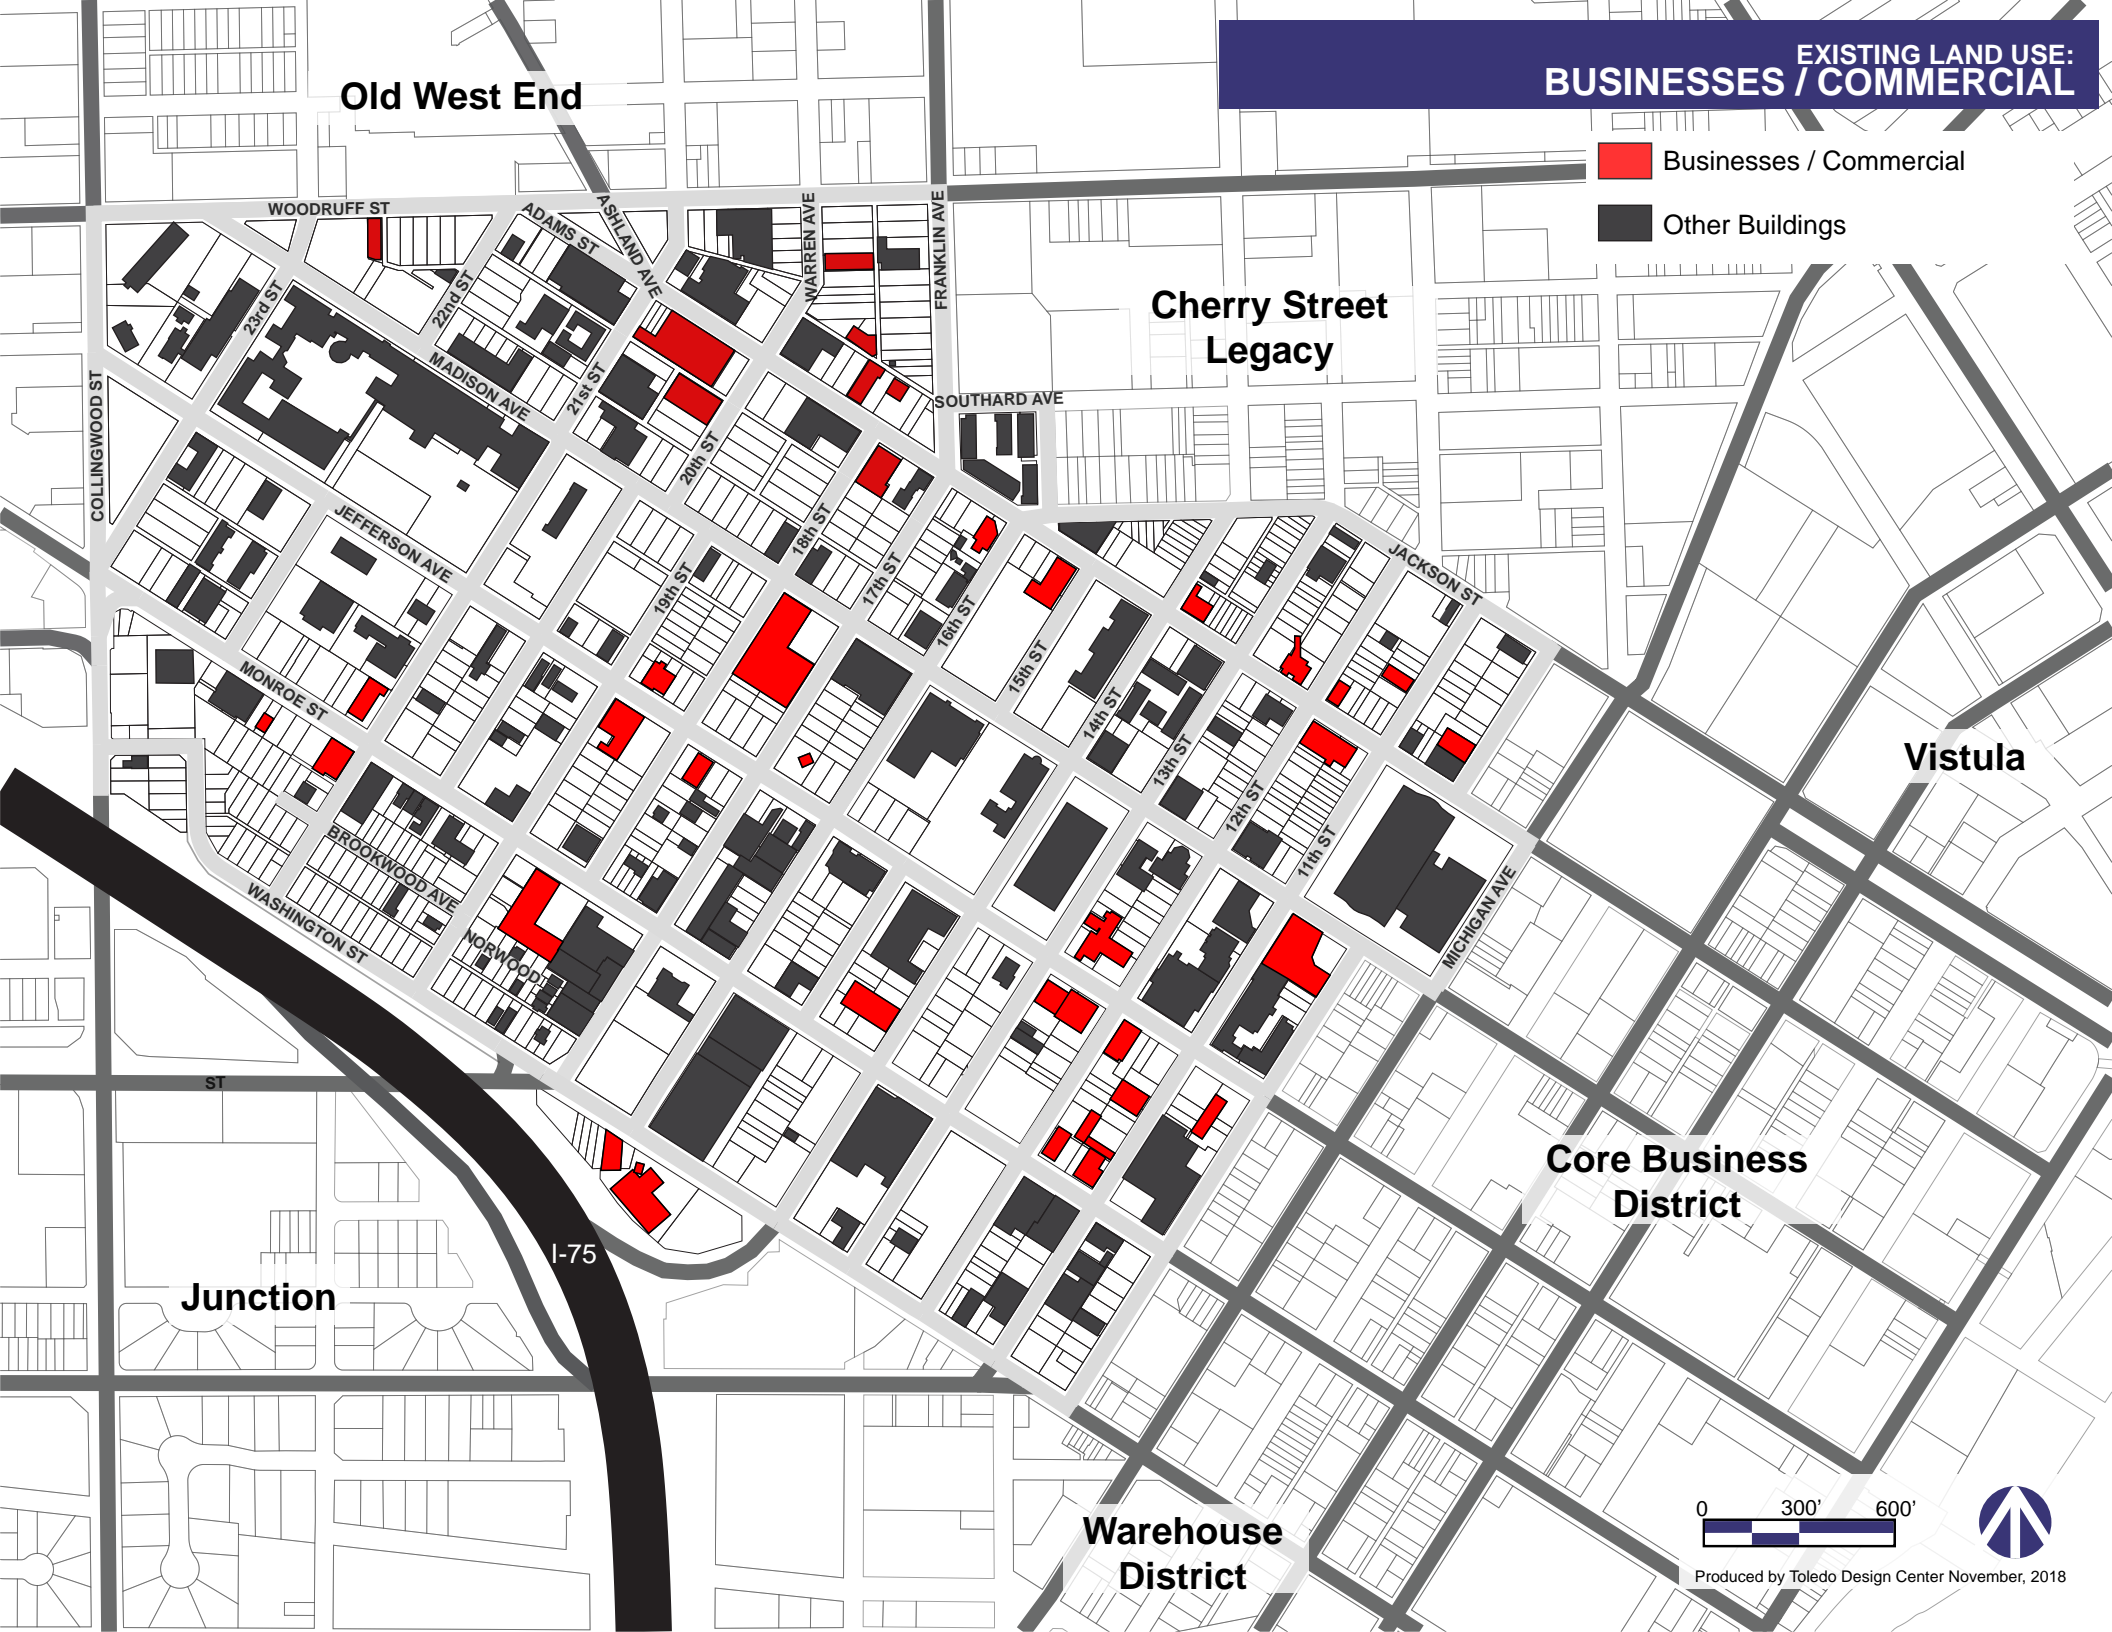 EXISTING LAND USE:
BUSINESSES / COMMERCIAL
Businesses / Commercial
Other Buildings
Old West End
Cherry Street
Legacy
Vistula
Core Business
District
Warehouse
District
Junction
I-75
WOODRUFF ST
ADAMS ST
ASHLAND AVE
WARREN AVE
FRANKLIN AVE
SOUTHARD AVE
23rd ST
22nd ST
21st ST
20th ST
19th ST
18th ST
17th ST
16th ST
15th ST
14th ST
13th ST
12th ST
11th ST
MADISON AVE
JEFFERSON AVE
MONROE ST
COLLINGWOOD ST
JACKSON ST
MICHIGAN AVE
BROOKWOOD AVE
WASHINGTON ST
NORWOOD
ST
0 300' 600'
Produced by Toledo Design Center November, 2018